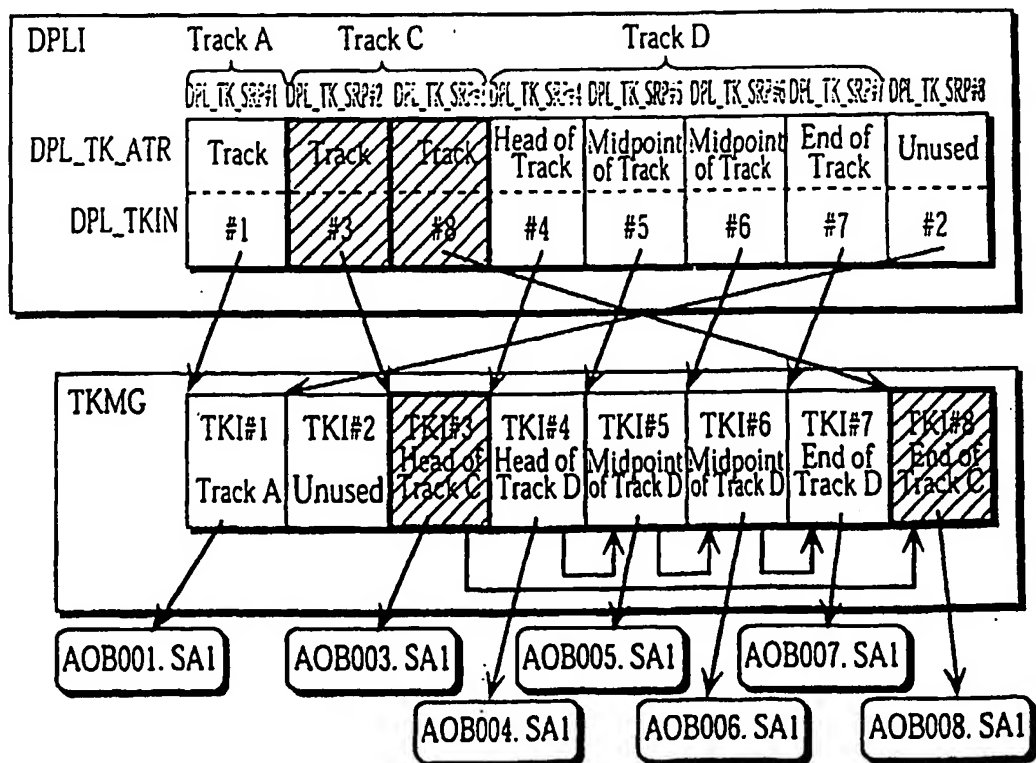 DPLI Track A Track C Track D
DPL_TK_SRP#1 DPL_TK_SRP#2 DPL_TK_SRP#3 DPL_TK_SRP#4 DPL_TK_SRP#5 DPL_TK_SRP#6 DPL_TK_SRP#7 DPL_TK_SRP#8
DPL_TK_ATR Track Track Track Head of Track Midpoint of Track Midpoint of Track End of Track Unused
DPL_TKIN #1 #3 #8 #4 #5 #6 #7 #2
TKMG
TKI#1 TKI#2 TKI#3 TKI#4 TKI#5 TKI#6 TKI#7 TKI#8
Track A Unused Head of Track C Head of Track D Midpoint of Track D Midpoint of Track D End of Track D End of Track C
AOB001. SA1 AOB003. SA1 AOB005. SA1 AOB007. SA1
AOB004. SA1 AOB006. SA1 AOB008. SA1